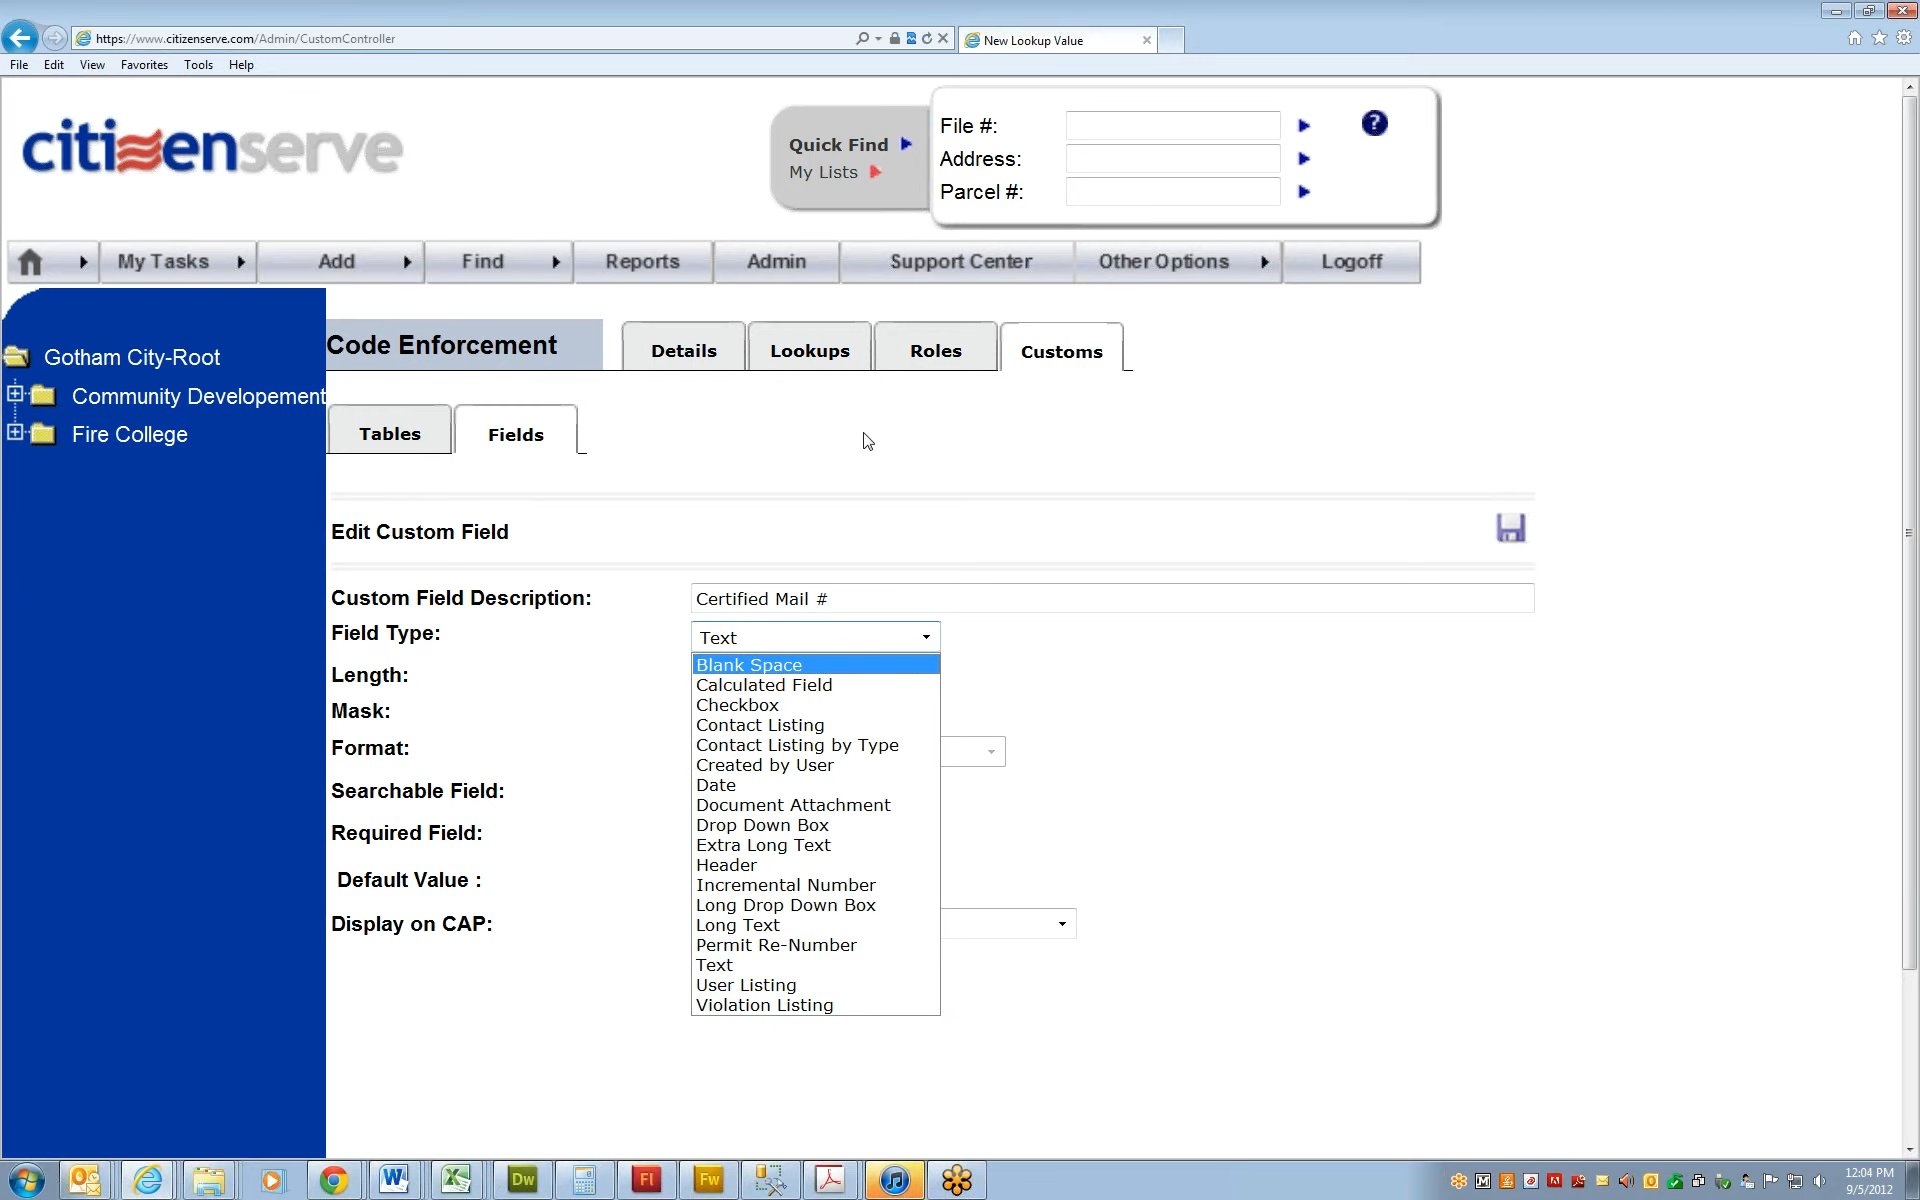 https://www.citizenserve.com/Admin/CustomController
New Lookup Value
File Edit View Favorites Tools Help
citizenserve
Quick Find
My Lists
File #:
Address:
Parcel #:
?
My Tasks Add Find Reports Admin Support Center Other Options Logoff
Gotham City-Root
Community Developement
Fire College
Code Enforcement Details Lookups Roles Customs
Tables Fields
Edit Custom Field
Custom Field Description: Certified Mail #
Field Type: Text
Length:
Mask:
Format:
Searchable Field:
Required Field:
Default Value :
Display on CAP:
Blank Space
Calculated Field
Checkbox
Contact Listing
Contact Listing by Type
Created by User
Date
Document Attachment
Drop Down Box
Extra Long Text
Header
Incremental Number
Long Drop Down Box
Long Text
Permit Re-Number
Text
User Listing
Violation Listing
Dw
Fl
Fw
12:04 PM
9/5/2012